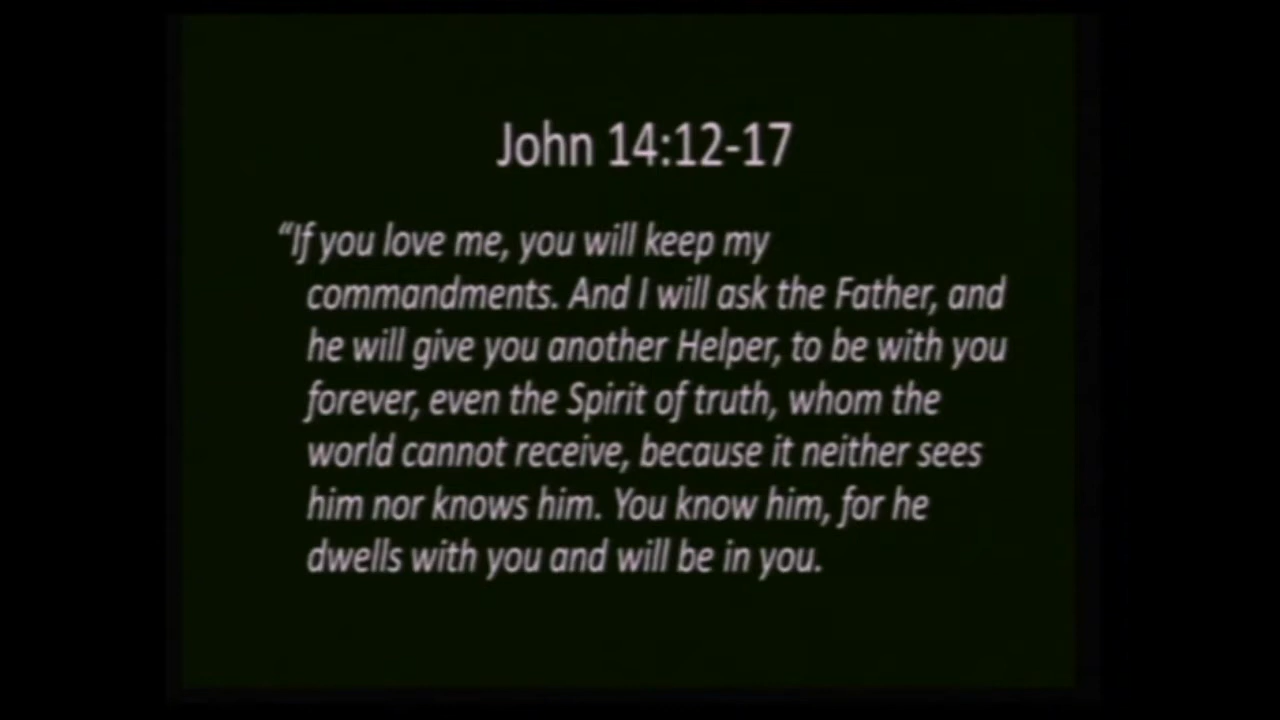 John 14:12-17
“If you love me, you will keep my
commandments. And I will ask the Father, and
he will give you another Helper, to be with you
forever, even the Spirit of truth, whom the
world cannot receive, because it neither sees
him nor knows him. You know him, for he
dwells with you and will be in you.